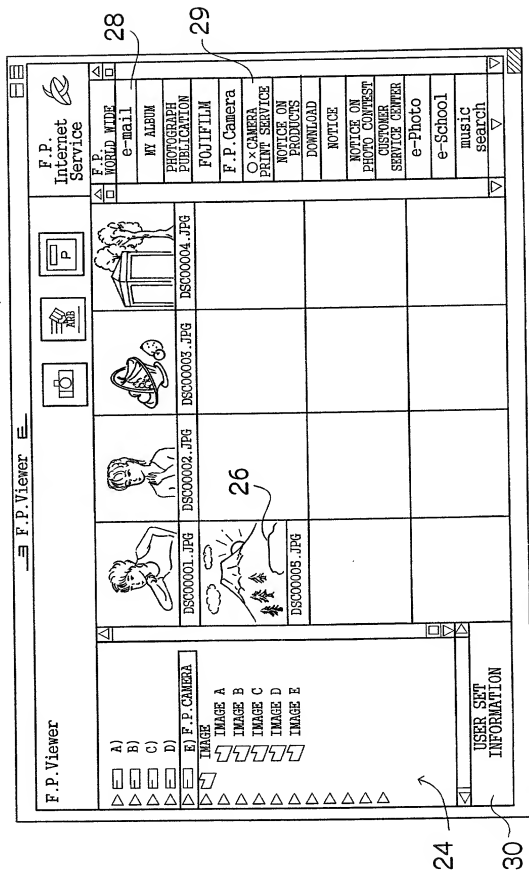 F.P.Viewer
F.P.Viewer
F.P.
Internet
Service
P
ARB
A)
B)
C)
D)
E) F.P.CAMERA
IMAGE
IMAGE A
IMAGE B
IMAGE C
IMAGE D
IMAGE E
24
USER SET
INFORMATION
30
DSC00001.JPG
DSC00002.JPG
DSC00003.JPG
DSC00004.JPG
26
DSC00005.JPG
F.P.
WORLD WIDE
e-mail
28
MY ALBUM
PHOTOGRAPH
PUBLICATION
FOJIFILM
F.P.Camera
○×CAMERA
PRINT SERVICE
29
NOTICE ON
PRODUCTS
DOWNLOAD
NOTICE
NOTICE ON
PHOTO CONTEST
CUSTOMER
SERVICE CENTER
e-Photo
e-School
music
search